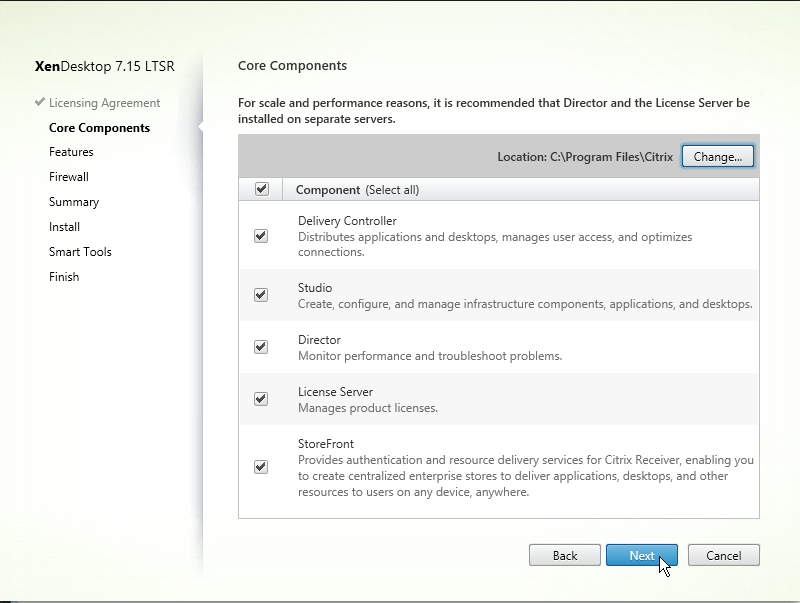 XenDesktop 7.15 LTSR
Licensing Agreement
Core Components
Features
Firewall
Summary
Install
Smart Tools
Finish
Core Components
For scale and performance reasons, it is recommended that Director and the License Server be
installed on separate servers.
Location: C:\Program Files\Citrix
Change...
Component (Select all)
Delivery Controller
Distributes applications and desktops, manages user access, and optimizes
connections.
Studio
Create, configure, and manage infrastructure components, applications, and desktops.
Director
Monitor performance and troubleshoot problems.
License Server
Manages product licenses.
StoreFront
Provides authentication and resource delivery services for Citrix Receiver, enabling you
to create centralized enterprise stores to deliver applications, desktops, and other
resources to users on any device, anywhere.
Back
Next
Cancel